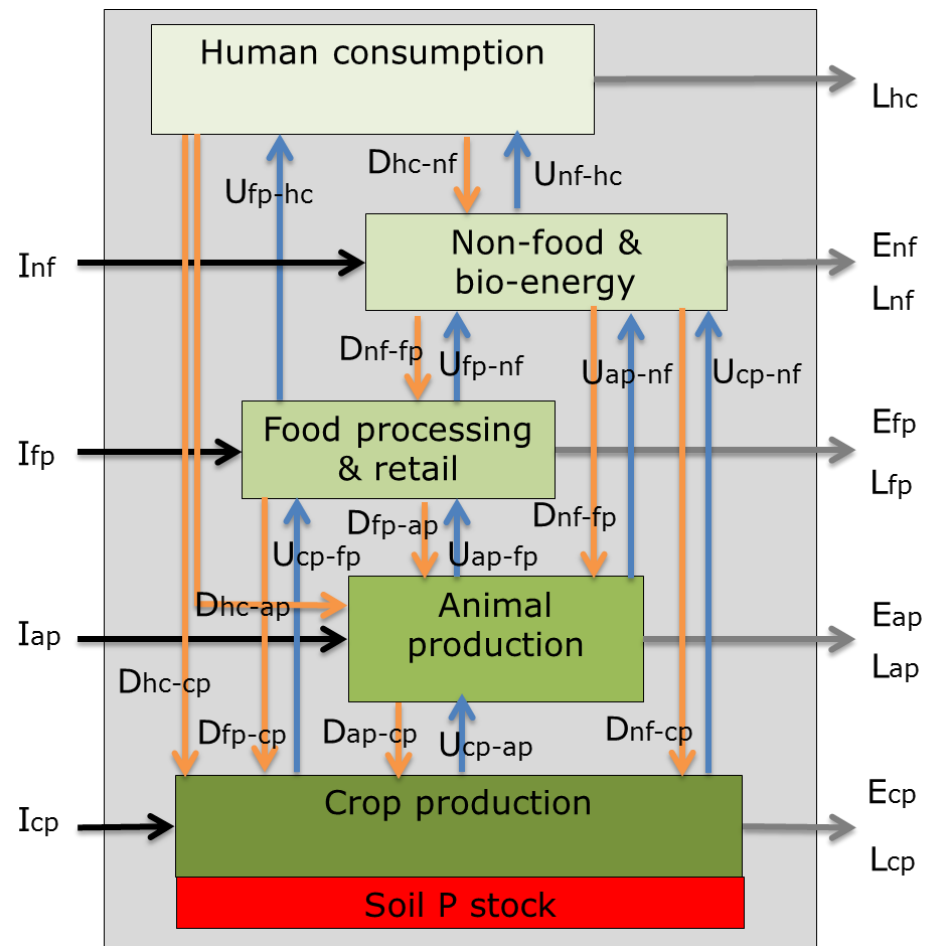 Human consumption
Lhc
Dhc-nf
Unf-hc
Ufp-hc
Non-food &
bio-energy
Inf
Enf
Lnf
Dnf-fp
Ufp-nf
Uap-nf
Ucp-nf
Food processing
& retail
Ifp
Efp
Lfp
Dfp-ap
Dnf-fp
Ucp-fp
Uap-fp
Animal
production
Dhc-ap
Iap
Eap
Lap
Dhc-cp
Dfp-cp
Dap-cp
Ucp-ap
Dnf-cp
Crop production
Icp
Ecp
Lcp
Soil P stock